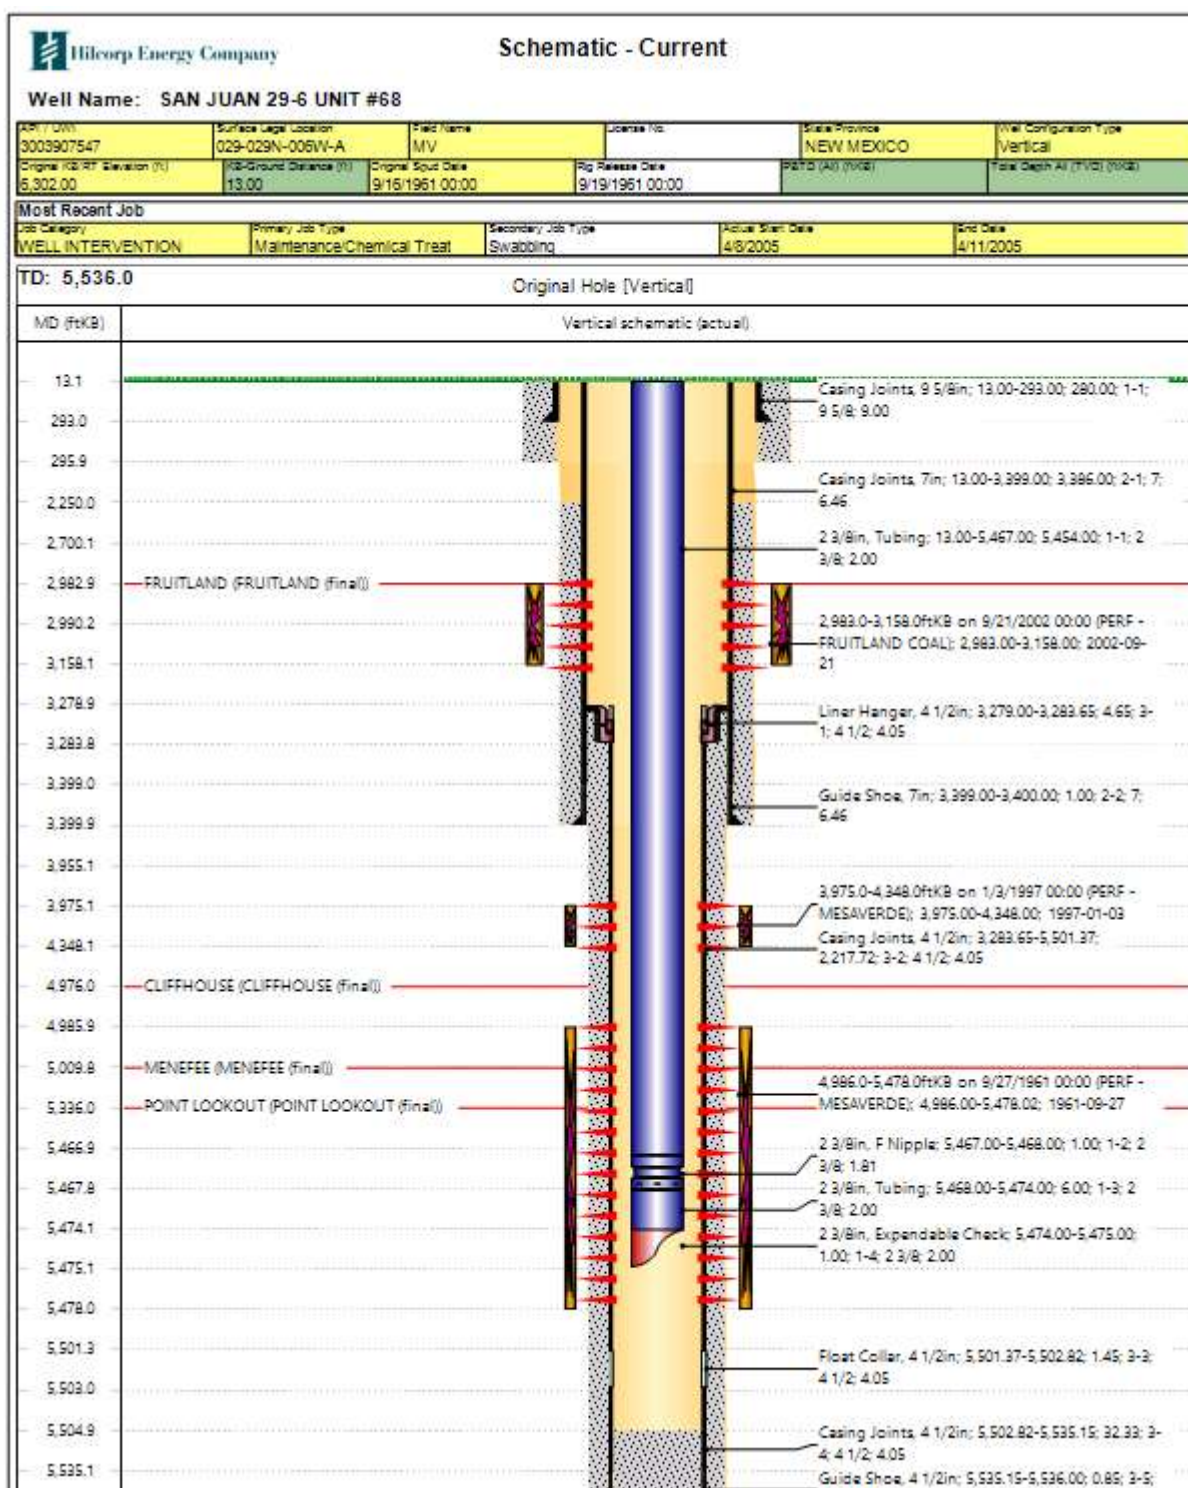 Hilcorp Energy Company
Schematic - Current
Well Name: SAN JUAN 29-6 UNIT #68
API / UWI Surface Legal Location Field Name License No. State/Province Well Configuration Type
3003907547 029-029N-006W-A MV NEW MEXICO Vertical
Original KB/RT Elevation (ft) KB-Ground Distance (ft) Original Spud Date Rig Release Date PBTD (All) (ftKB) Total Depth All (TVD) (ftKB)
6,302.00 13.00 9/16/1961 00:00 9/19/1961 00:00
Most Recent Job
Job Category Primary Job Type Secondary Job Type Actual Start Date End Date
WELL INTERVENTION Maintenance/Chemical Treat Swabbing 4/8/2005 4/11/2005
TD: 5,536.0
Original Hole [Vertical]
MD (ftKB) Vertical schematic (actual)
13.1
Casing Joints, 9 5/8in; 13.00-293.00; 280.00; 1-1;
9 5/8; 9.00
293.0
295.9
Casing Joints, 7in; 13.00-3,399.00; 3,386.00; 2-1; 7;
6.46
2,250.0
2 3/8in, Tubing; 13.00-5,467.00; 5,454.00; 1-1; 2
3/8; 2.00
2,700.1
2,982.9 FRUITLAND (FRUITLAND (final))
2,990.2
2,983.0-3,158.0ftKB on 9/21/2002 00:00 (PERF -
FRUITLAND COAL); 2,983.00-3,158.00; 2002-09-
21
3,158.1
3,278.9
Liner Hanger, 4 1/2in; 3,279.00-3,283.65; 4.65; 3-
1; 4 1/2; 4.05
3,283.8
3,399.0
Guide Shoe, 7in; 3,399.00-3,400.00; 1.00; 2-2; 7;
6.46
3,399.9
3,955.1
3,975.1
3,975.0-4,348.0ftKB on 1/3/1997 00:00 (PERF -
MESAVERDE); 3,975.00-4,348.00; 1997-01-03
4,348.1
Casing Joints, 4 1/2in; 3,283.65-5,501.37;
2,217.72; 3-2; 4 1/2; 4.05
4,976.0 CLIFFHOUSE (CLIFFHOUSE (final))
4,985.9
5,009.8 MENEFEE (MENEFEE (final))
4,986.0-5,478.0ftKB on 9/27/1961 00:00 (PERF -
MESAVERDE); 4,986.00-5,478.02; 1961-09-27
5,336.0 POINT LOOKOUT (POINT LOOKOUT (final))
5,466.9
2 3/8in, F Nipple; 5,467.00-5,468.00; 1.00; 1-2; 2
3/8; 1.81
5,467.8
2 3/8in, Tubing; 5,468.00-5,474.00; 6.00; 1-3; 2
3/8; 2.00
5,474.1
2 3/8in, Expendable Check; 5,474.00-5,475.00;
1.00; 1-4; 2 3/8; 2.00
5,475.1
5,478.0
5,501.3
Float Collar, 4 1/2in; 5,501.37-5,502.82; 1.45; 3-3;
4 1/2; 4.05
5,503.0
5,504.9
Casing Joints, 4 1/2in; 5,502.82-5,535.15; 32.33; 3-
4; 4 1/2; 4.05
5,535.1
Guide Shoe, 4 1/2in; 5,535.15-5,536.00; 0.85; 3-5;